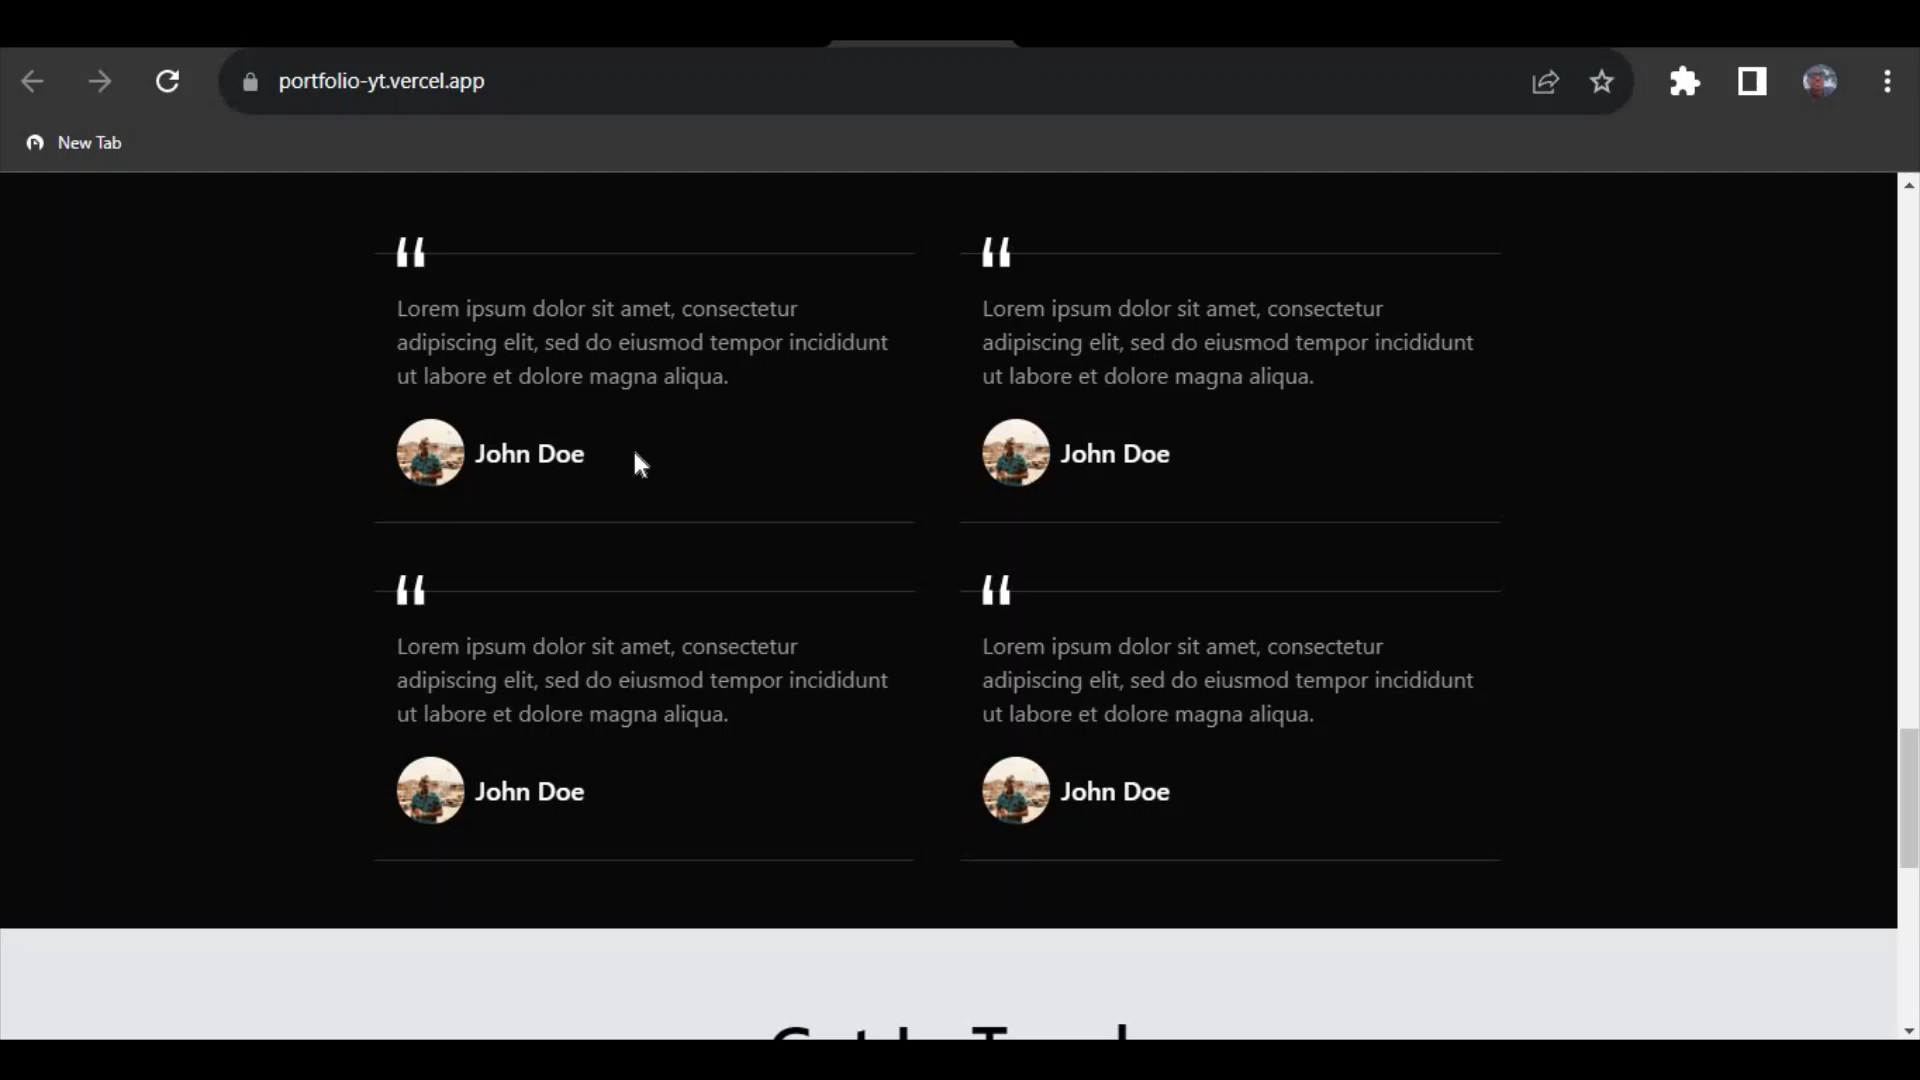 portfolio-yt.vercel.app
New Tab
“
Lorem ipsum dolor sit amet, consectetur
adipiscing elit, sed do eiusmod tempor incididunt
ut labore et dolore magna aliqua.
John Doe
“
Lorem ipsum dolor sit amet, consectetur
adipiscing elit, sed do eiusmod tempor incididunt
ut labore et dolore magna aliqua.
John Doe
“
Lorem ipsum dolor sit amet, consectetur
adipiscing elit, sed do eiusmod tempor incididunt
ut labore et dolore magna aliqua.
John Doe
“
Lorem ipsum dolor sit amet, consectetur
adipiscing elit, sed do eiusmod tempor incididunt
ut labore et dolore magna aliqua.
John Doe